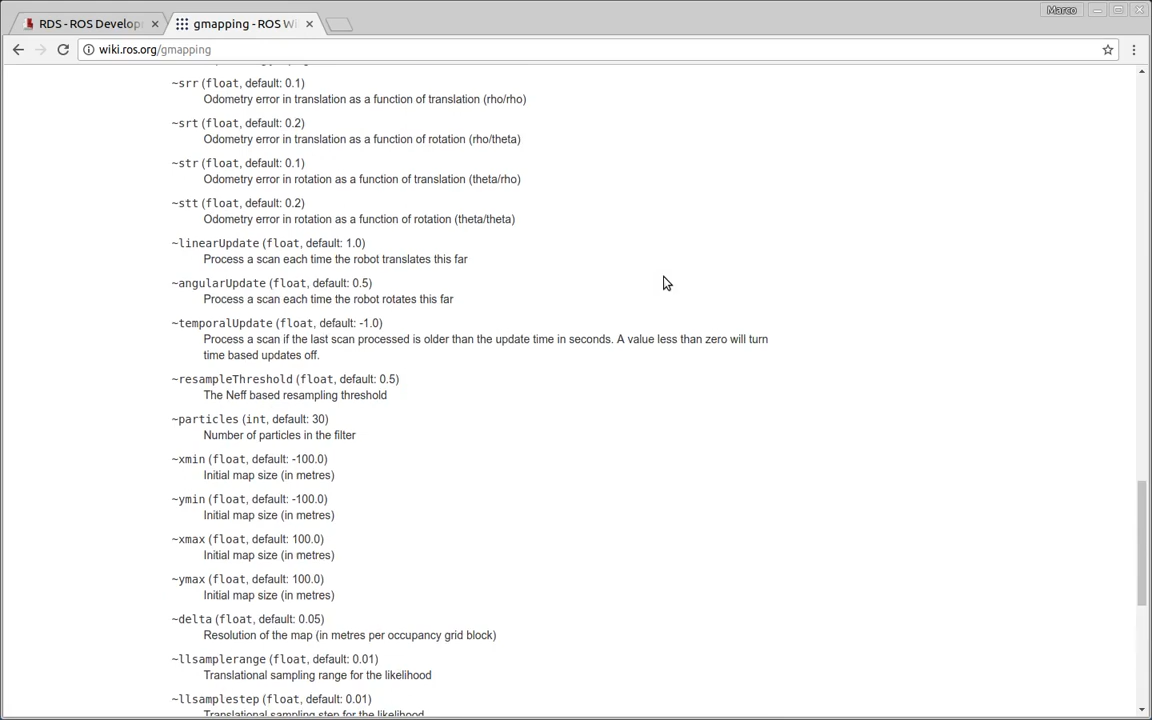 RDS - ROS Develop
gmapping - ROS Wi
Marco
wiki.ros.org/gmapping
~srr (float, default: 0.1)
Odometry error in translation as a function of translation (rho/rho)
~srt (float, default: 0.2)
Odometry error in translation as a function of rotation (rho/theta)
~str (float, default: 0.1)
Odometry error in rotation as a function of translation (theta/rho)
~stt (float, default: 0.2)
Odometry error in rotation as a function of rotation (theta/theta)
~linearUpdate (float, default: 1.0)
Process a scan each time the robot translates this far
~angularUpdate (float, default: 0.5)
Process a scan each time the robot rotates this far
~temporalUpdate (float, default: -1.0)
Process a scan if the last scan processed is older than the update time in seconds. A value less than zero will turn
time based updates off.
~resampleThreshold (float, default: 0.5)
The Neff based resampling threshold
~particles (int, default: 30)
Number of particles in the filter
~xmin (float, default: -100.0)
Initial map size (in metres)
~ymin (float, default: -100.0)
Initial map size (in metres)
~xmax (float, default: 100.0)
Initial map size (in metres)
~ymax (float, default: 100.0)
Initial map size (in metres)
~delta (float, default: 0.05)
Resolution of the map (in metres per occupancy grid block)
~llsamplerange (float, default: 0.01)
Translational sampling range for the likelihood
~llsamplestep (float, default: 0.01)
Translational sampling step for the likelihood